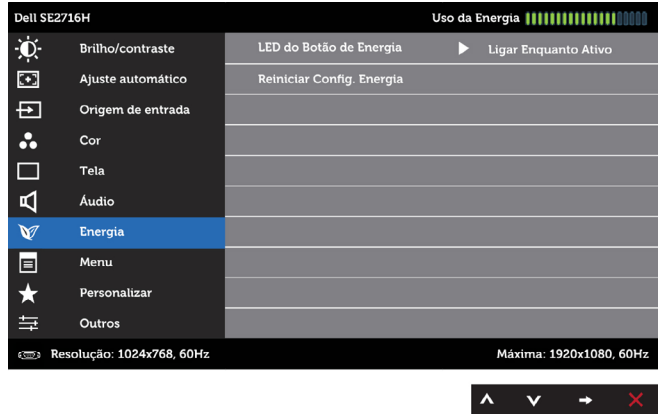 Dell SE2716H Uso da Energia
Brilho/contraste LED do Botão de Energia Ligar Enquanto Ativo
Ajuste automático Reiniciar Config. Energia
Origem de entrada
Cor
Tela
Áudio
Energia
Menu
Personalizar
Outros
Resolução: 1024x768, 60Hz Máxima: 1920x1080, 60Hz